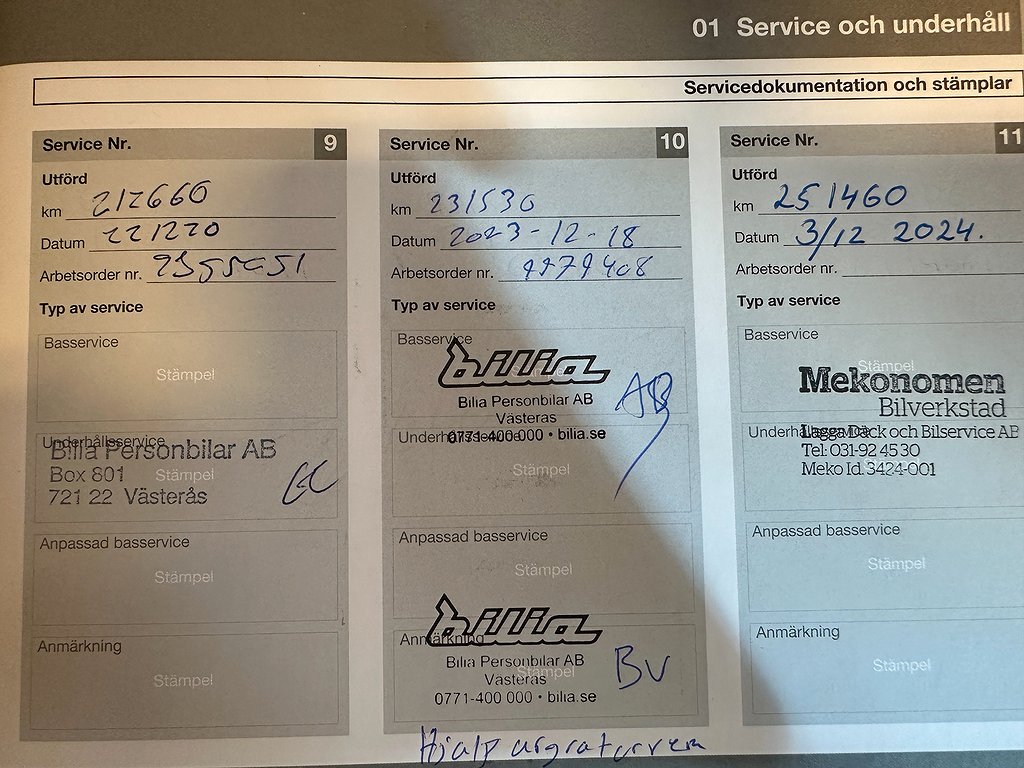 01 Service och underhåll
Servicedokumentation och stämplar
Service Nr. 9
Utförd
km 212660
Datum 221220
Arbetsorder nr.
Typ av service
Basservice
Stämpel
Underhållsservice
Bilia Personbilar AB
Box 801
Stämpel
721 22 Västerås
Anpassad basservice
Stämpel
Anmärkning
Stämpel
Service Nr. 10
Utförd
km 231530
Datum 2023-12-18
Arbetsorder nr.
Typ av service
Basservice
bilia
Bilia Personbilar AB
Västerås
0771-400 000 • bilia.se
AB
Stämpel
Anpassad basservice
Stämpel
Anmärkning
bilia
Bilia Personbilar AB
Västerås
0771-400 000 • bilia.se
BV
Service Nr. 11
Utförd
km 251460
Datum 3/12 2024.
Arbetsorder nr.
Typ av service
Basservice
Stämpel
Mekonomen
Bilverkstad
Lagga Däck och Bilservice AB
Tel: 031-92 45 30
Meko Id. 3424-001
Anpassad basservice
Stämpel
Anmärkning
Stämpel